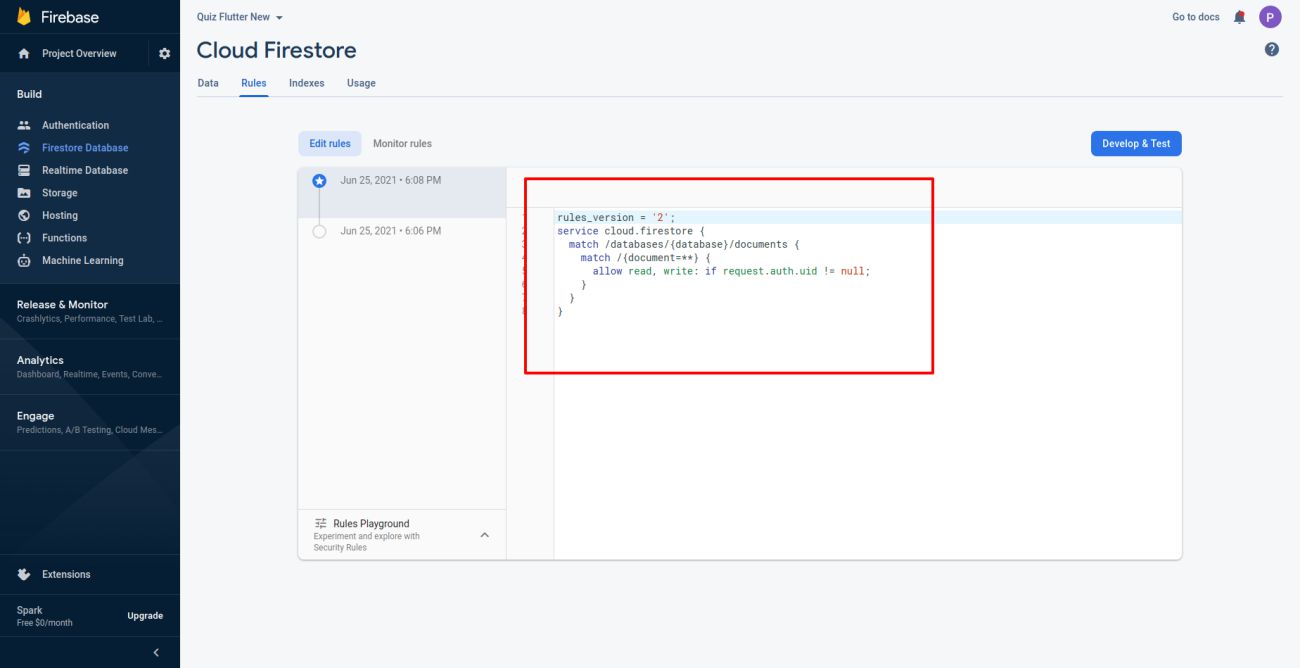 Firebase
Project Overview
Build
Authentication
Firestore Database
Realtime Database
Storage
Hosting
Functions
Machine Learning
Release & Monitor
Crashlytics, Performance, Test Lab, ...
Analytics
Dashboard, Realtime, Events, Conve...
Engage
Predictions, A/B Testing, Cloud Mes...
Extensions
Spark
Free $0/month
Upgrade
Quiz Flutter New
Go to docs
P
Cloud Firestore
?
Data Rules Indexes Usage
Edit rules Monitor rules
Develop & Test
Jun 25, 2021 • 6:08 PM
Jun 25, 2021 • 6:06 PM
Rules Playground
Experiment and explore with
Security Rules
rules_version = '2';
service cloud.firestore {
  match /databases/{database}/documents {
    match /{document=**} {
      allow read, write: if request.auth.uid != null;
    }
  }
}